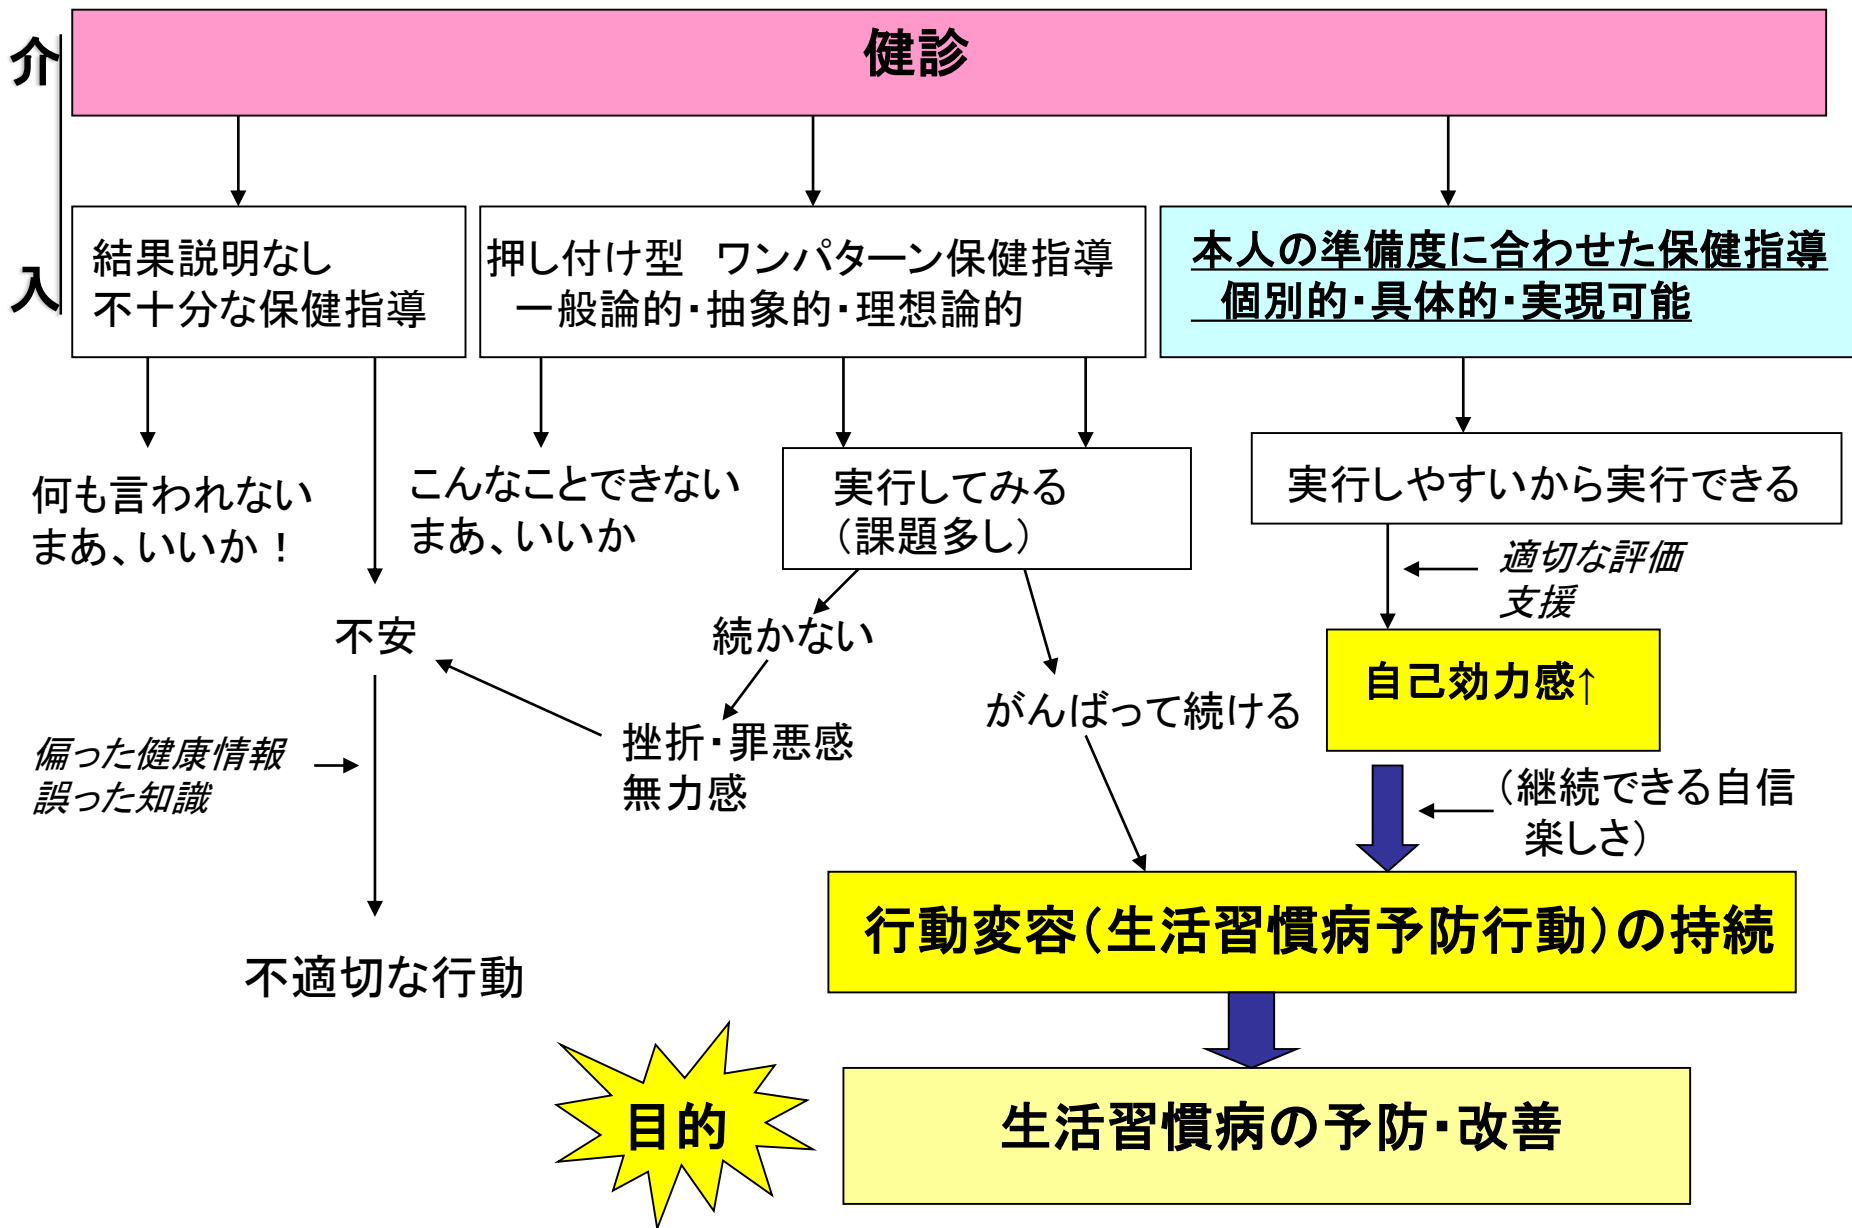 介
入
健診
結果説明なし
不十分な保健指導
押し付け型　ワンパターン保健指導
一般論的・抽象的・理想論的
本人の準備度に合わせた保健指導
個別的・具体的・実現可能
何も言われない
まあ、いいか！
こんなことできない
まあ、いいか
実行してみる
（課題多し）
実行しやすいから実行できる
適切な評価
支援
不安
続かない
自己効力感↑
がんばって続ける
偏った健康情報
誤った知識
挫折・罪悪感
無力感
（継続できる自信
楽しさ）
行動変容（生活習慣病予防行動）の持続
不適切な行動
目的
生活習慣病の予防・改善